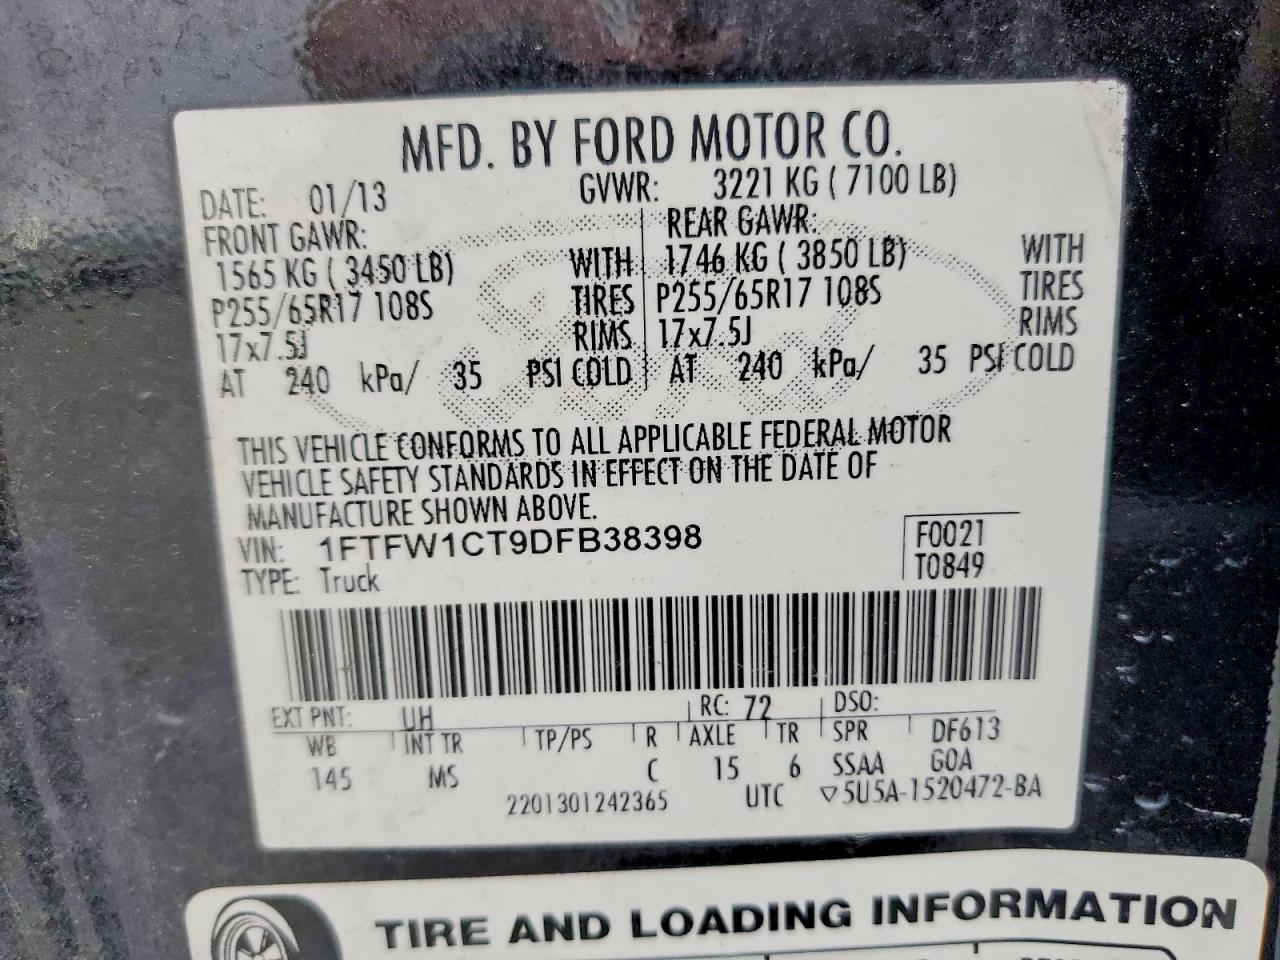 MFD. BY FORD MOTOR CO.
DATE: 01/13 GVWR: 3221 KG ( 7100 LB)
FRONT GAWR: REAR GAWR:
1565 KG ( 3450 LB) WITH 1746 KG ( 3850 LB) WITH
P255/65R17 108S TIRES P255/65R17 108S TIRES
17x7.5J RIMS 17x7.5J RIMS
AT 240 kPa/ 35 PSI COLD AT 240 kPa/ 35 PSI COLD
THIS VEHICLE CONFORMS TO ALL APPLICABLE FEDERAL MOTOR
VEHICLE SAFETY STANDARDS IN EFFECT ON THE DATE OF
MANUFACTURE SHOWN ABOVE.
VIN: 1FTFW1CT9DFB38398 F0021
TYPE: Truck T0849
EXT PNT: UH RC: 72 DSO:
WB INT TR TP/PS R AXLE TR SPR DF613
145 MS C 15 6 SSAA GOA
2201301242365 UTC ▽5U5A-1520472-BA
TIRE AND LOADING INFORMATION